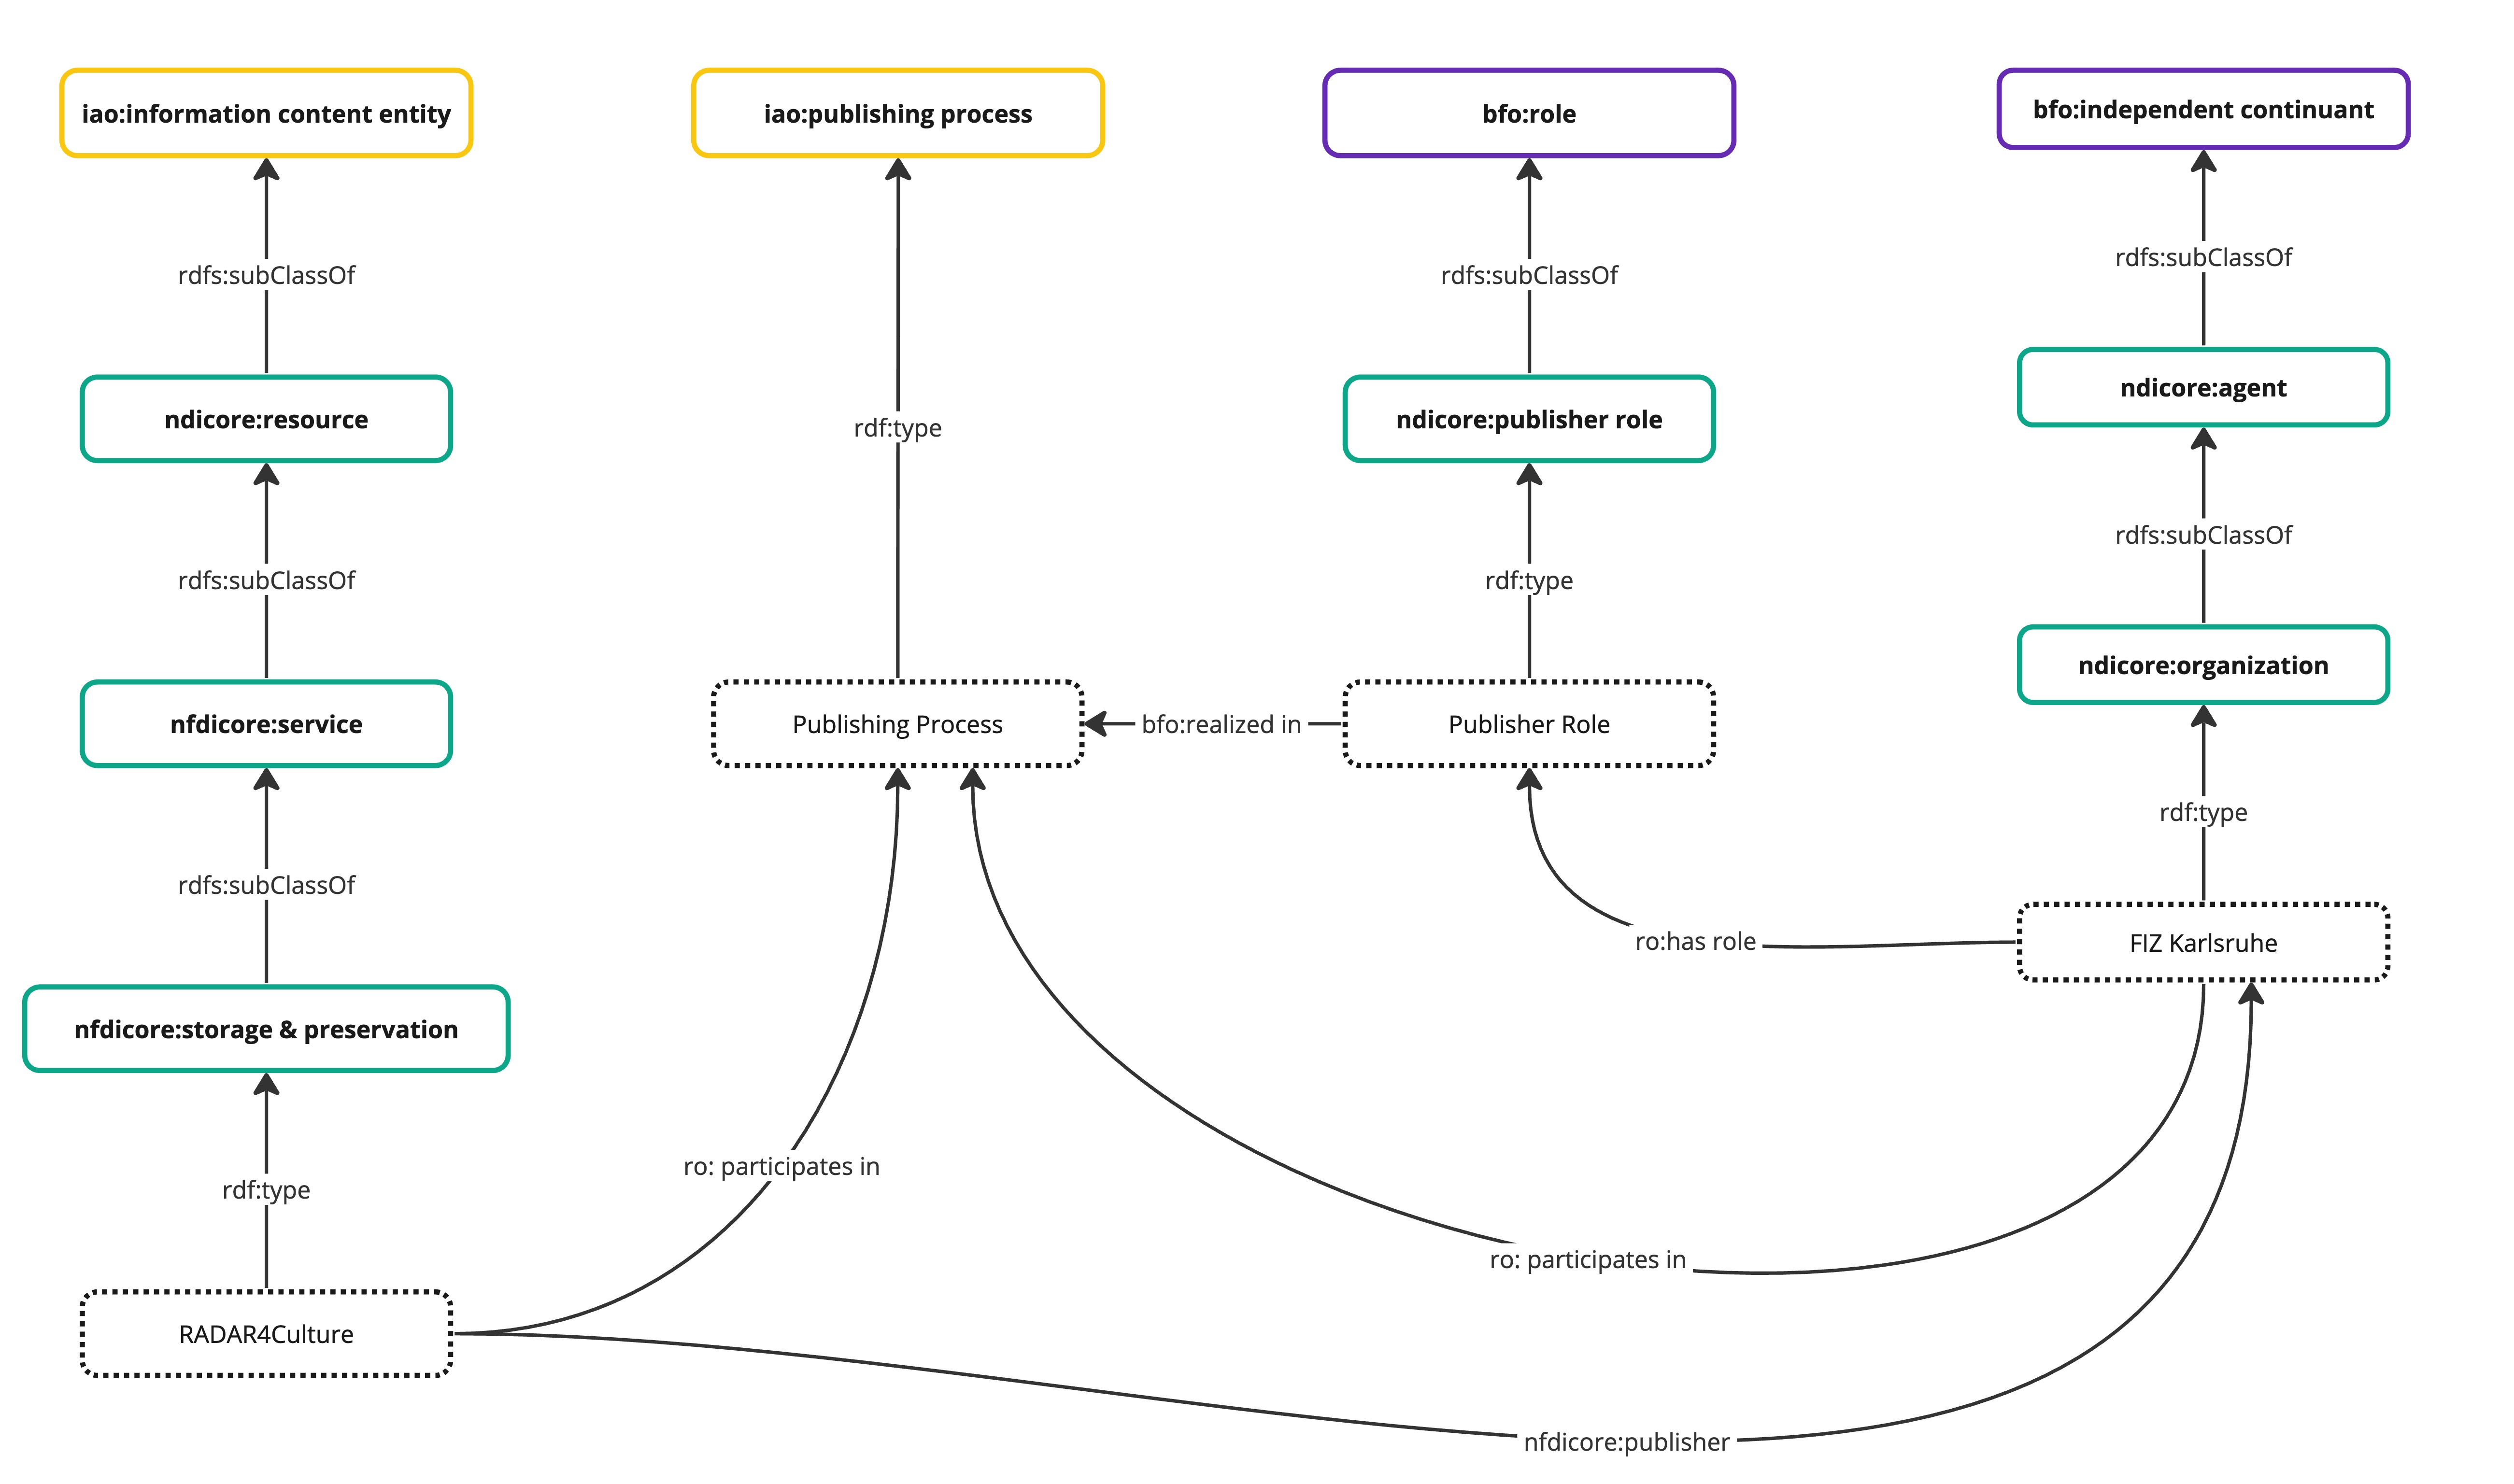 iao:information content entity
iao:publishing process
bfo:role
bfo:independent continuant
rdfs:subClassOf
rdfs:subClassOf
rdfs:subClassOf
ndicore:resource
rdf:type
ndicore:publisher role
ndicore:agent
rdfs:subClassOf
rdf:type
rdfs:subClassOf
nfdicore:service
Publishing Process
bfo:realized in
Publisher Role
ndicore:organization
rdfs:subClassOf
rdf:type
ro:has role
FIZ Karlsruhe
nfdicore:storage & preservation
rdf:type
ro: participates in
ro: participates in
RADAR4Culture
nfdicore:publisher